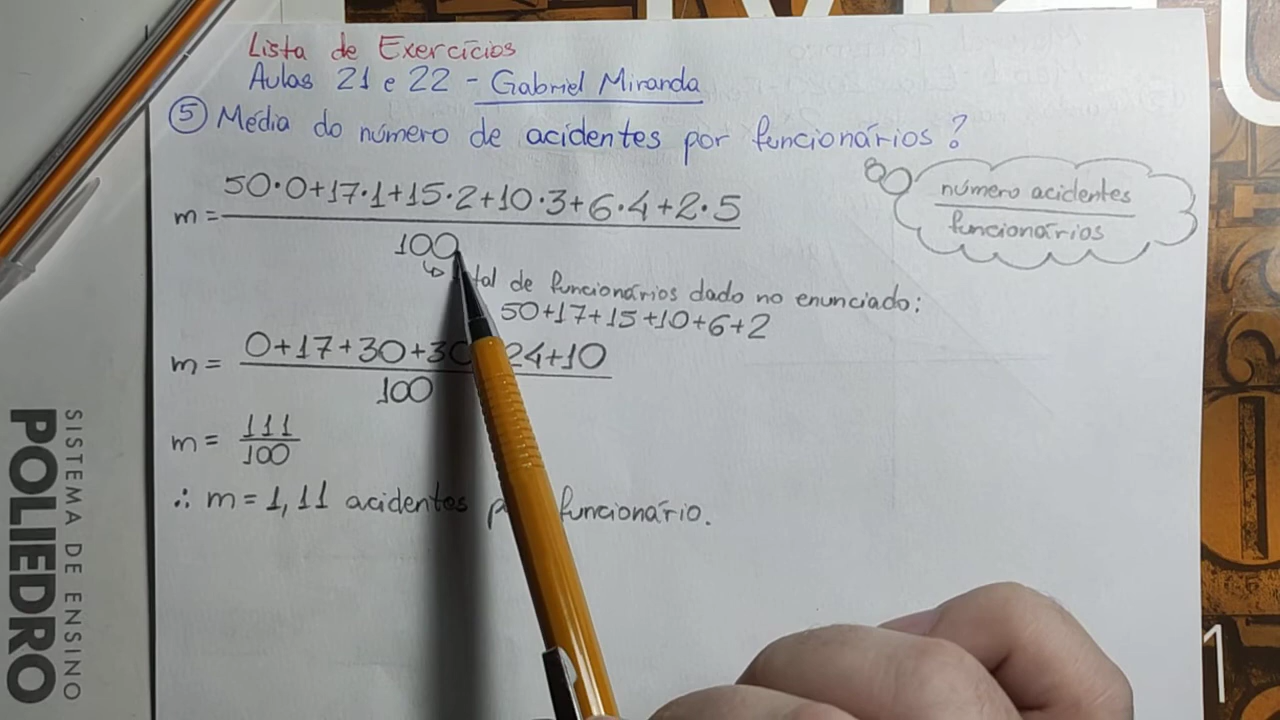 Lista de Exercícios
Aulas 21 e 22 - Gabriel Miranda
⑤ Média do número de acidentes por funcionários?
m = 50·0+17·1+15·2+10·3+6·4+2·5
100
número acidentes
funcionários
de funcionários dado no enunciado:
50+17+15+10+6+2
m = 0+17+30+30 24+10
100
m = 111
100
∴ m = 1,11 acidentes funcionário.
SISTEMA DE ENSINO
POLIEDRO
1